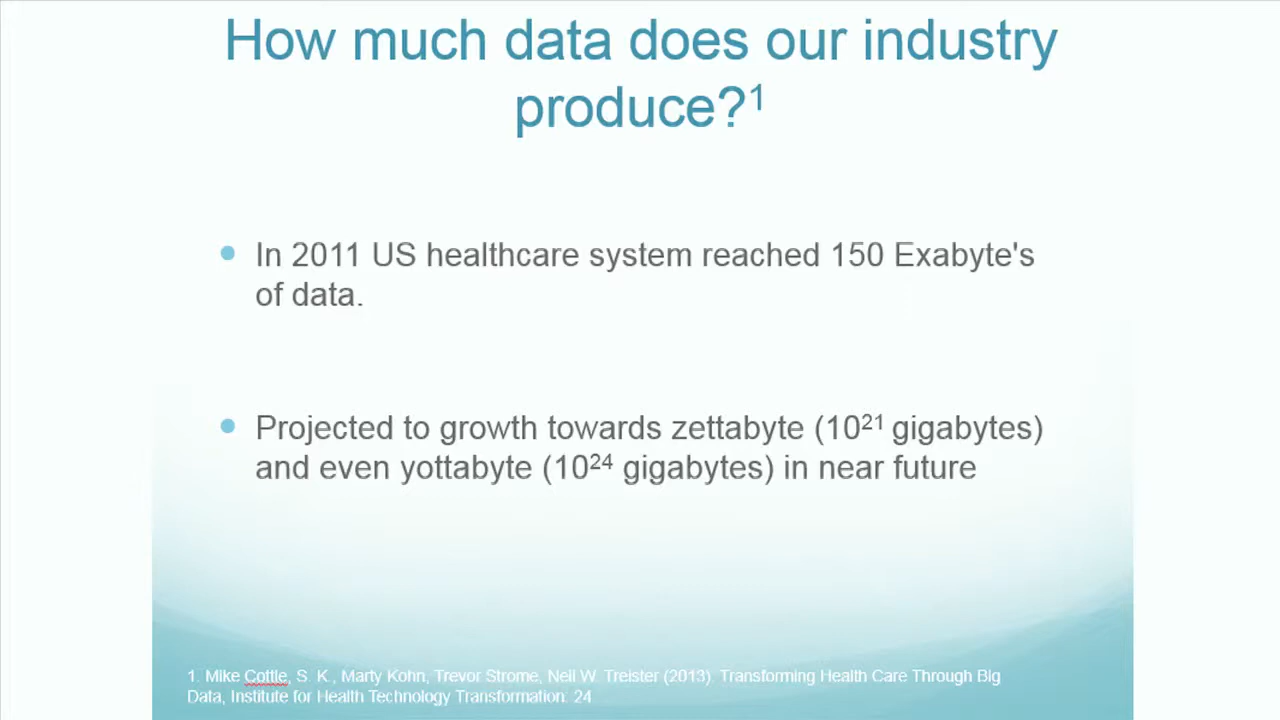 How much data does our industry
produce?¹
• In 2011 US healthcare system reached 150 Exabyte's
of data.
• Projected to growth towards zettabyte (10²¹ gigabytes)
and even yottabyte (10²⁴ gigabytes) in near future
1. Mike Cottle, S. K., Marty Kohn, Trevor Strome, Neil W. Treister (2013). Transforming Health Care Through Big
Data, Institute for Health Technology Transformation: 24